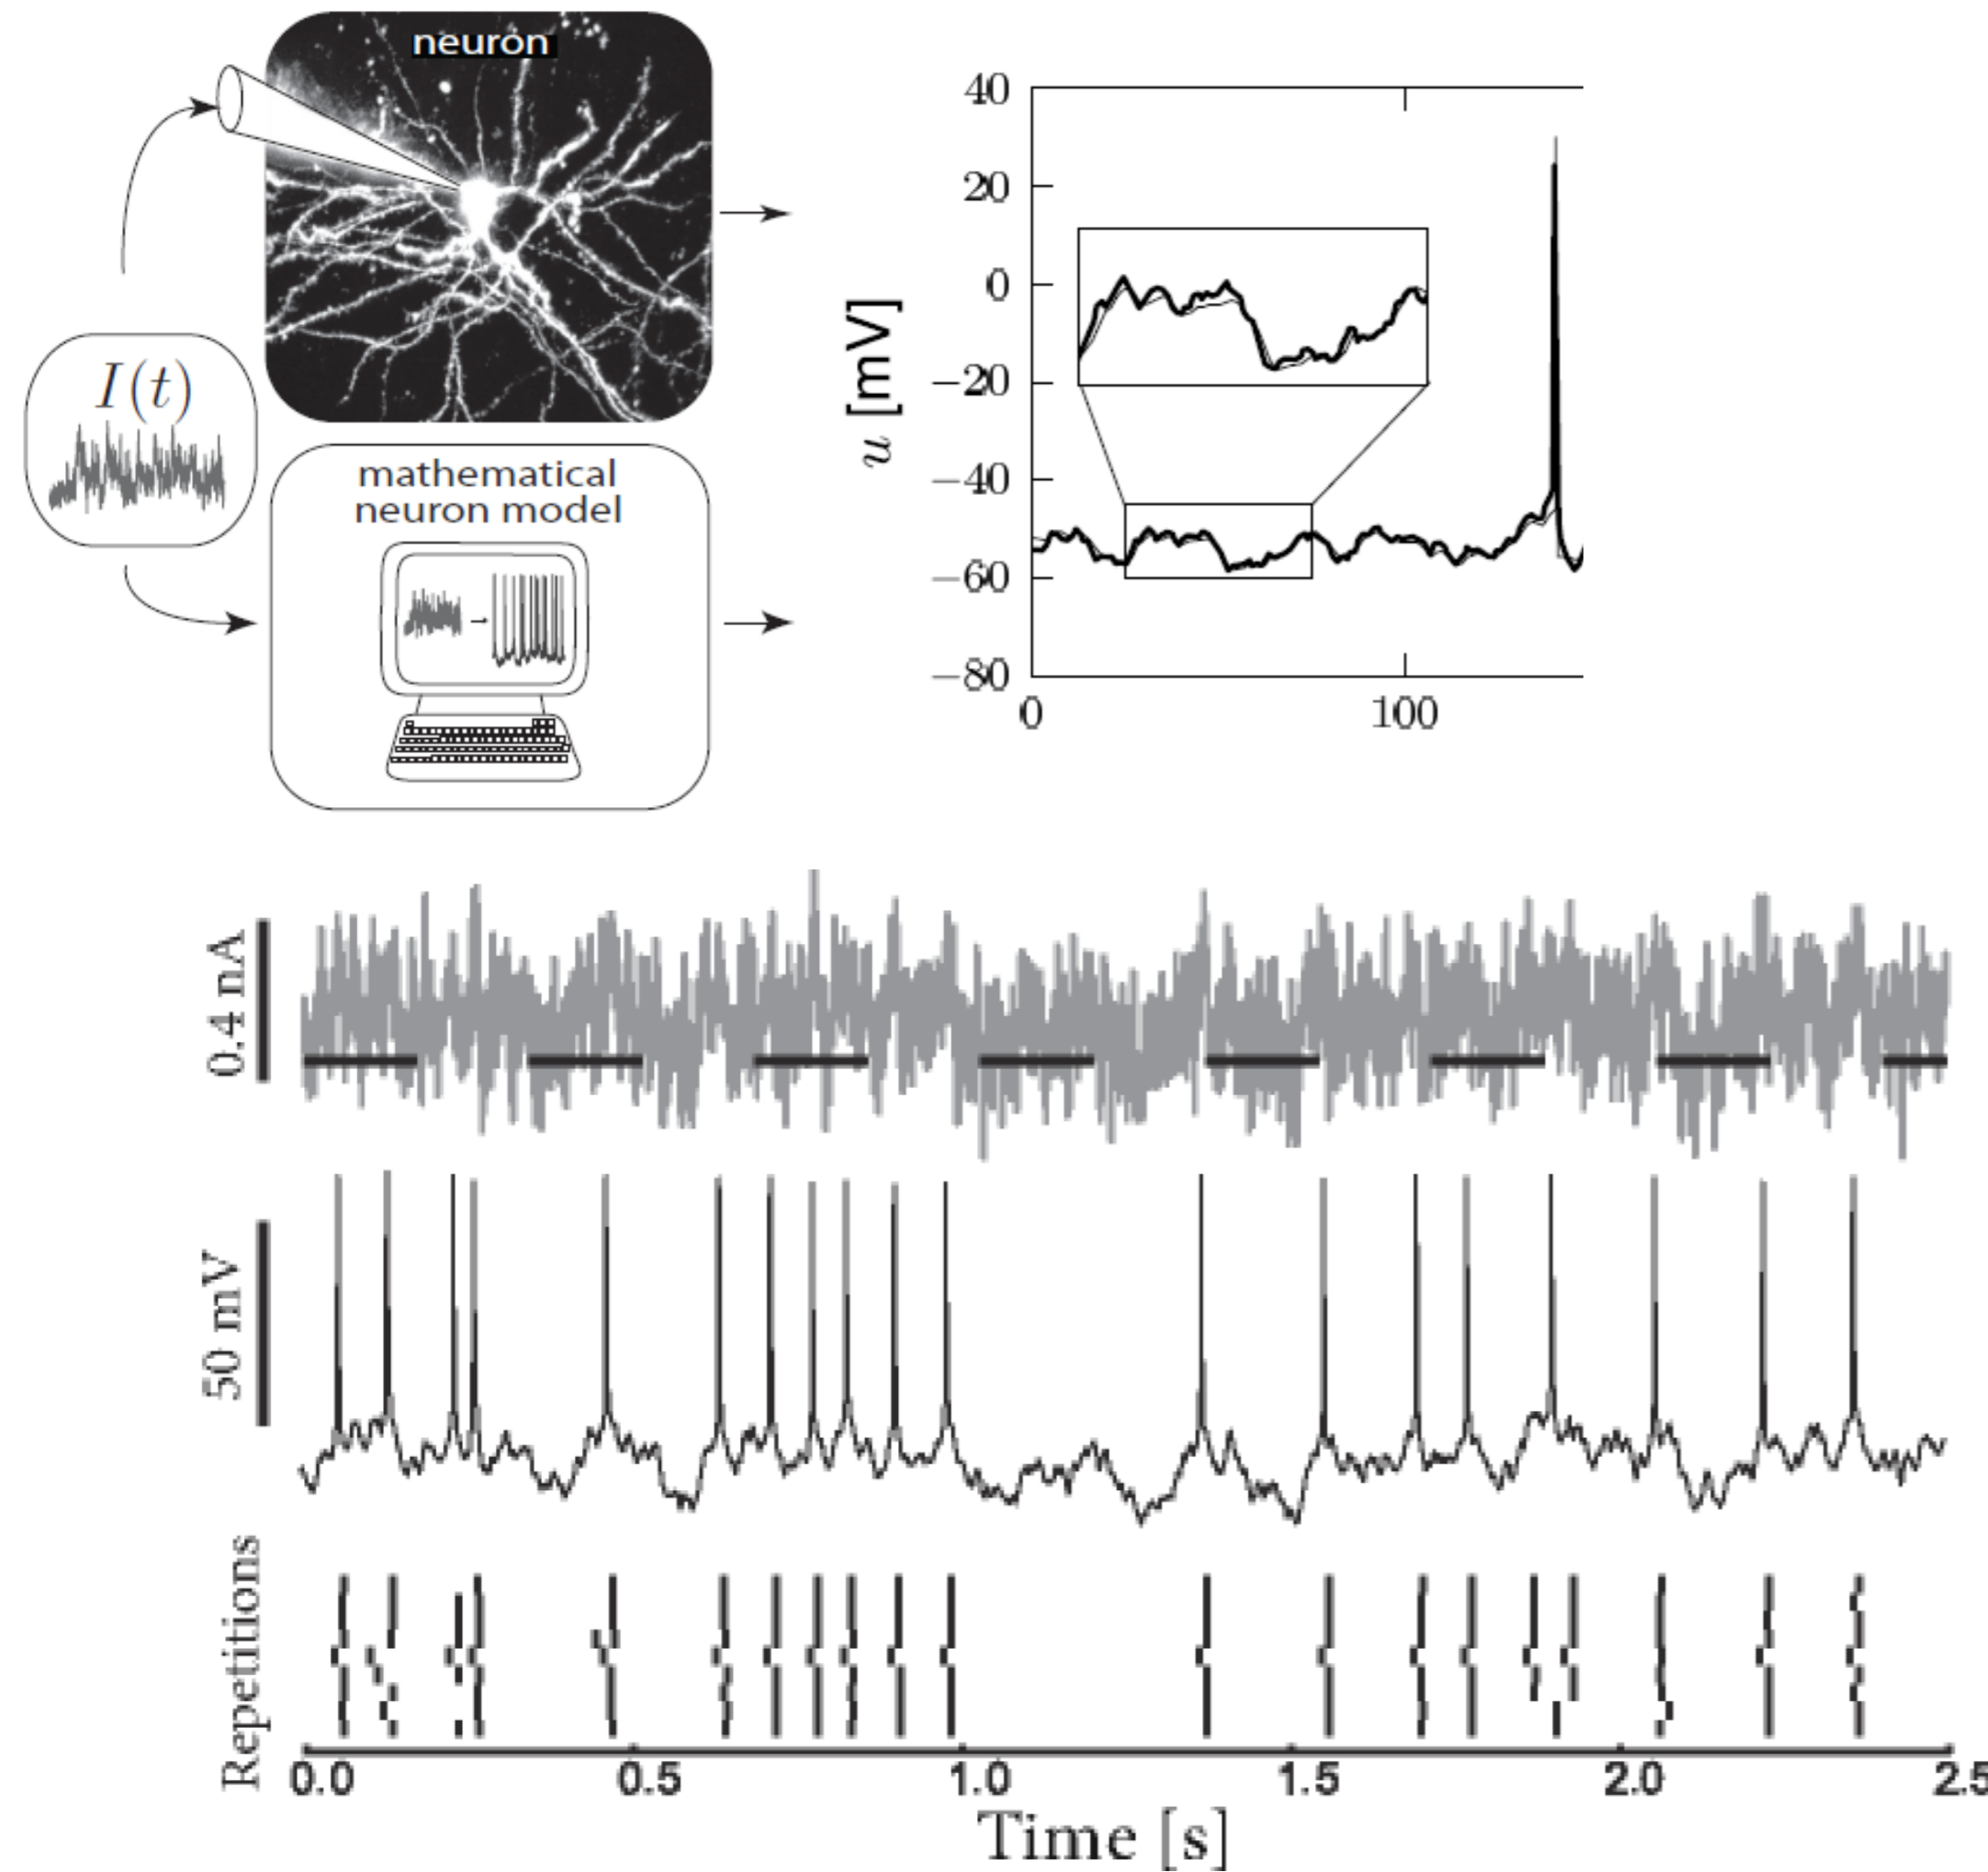 neuron
I(t)
mathematical
neuron model
40
20
0
−20
−40
−60
−80
u [mV]
0 100
0.4 nA
50 mV
Repetitions
0.0 0.5 1.0 1.5 2.0 2.5
Time [s]